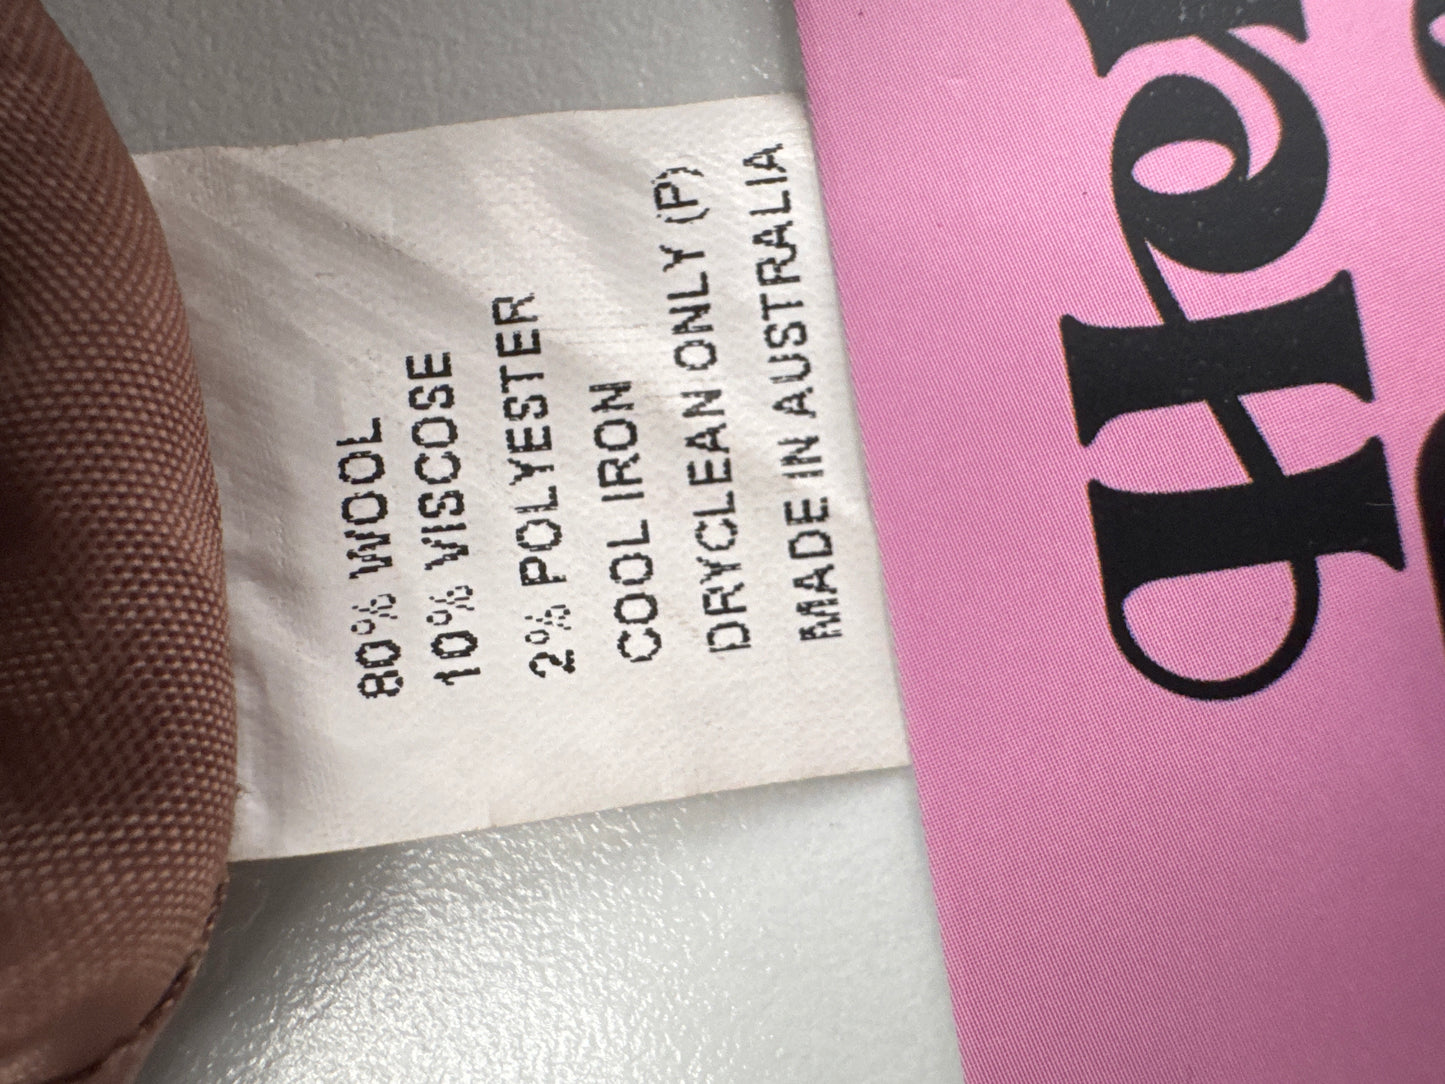 80% WOOL
10% VISCOSE
2% POLYESTER
COOL IRON
DRYCLEAN ONLY (P)
MADE IN AUSTRALIA